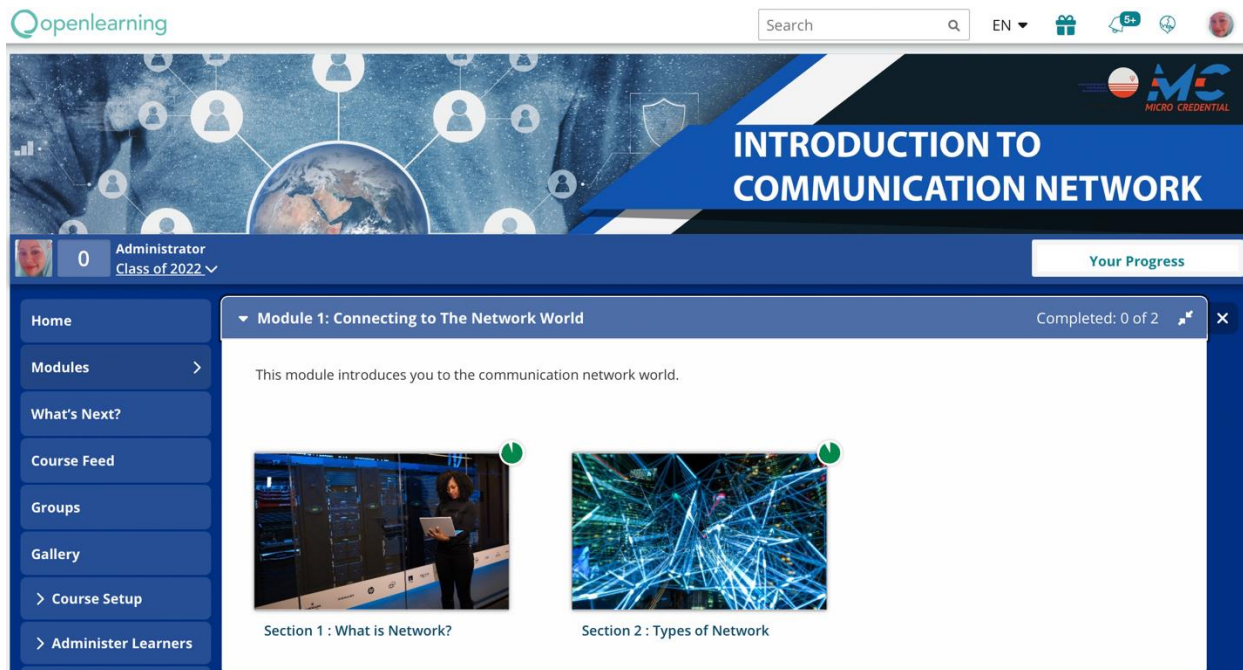 openlearning
Search
EN
5+
MC
MICRO CREDENTIAL
INTRODUCTION TO
COMMUNICATION NETWORK
0
Administrator
Class of 2022
Your Progress
Home
Module 1: Connecting to The Network World
Completed: 0 of 2
Modules
This module introduces you to the communication network world.
What's Next?
Course Feed
Groups
Gallery
Course Setup
Administer Learners
hp
Section 1 : What is Network?
Section 2 : Types of Network